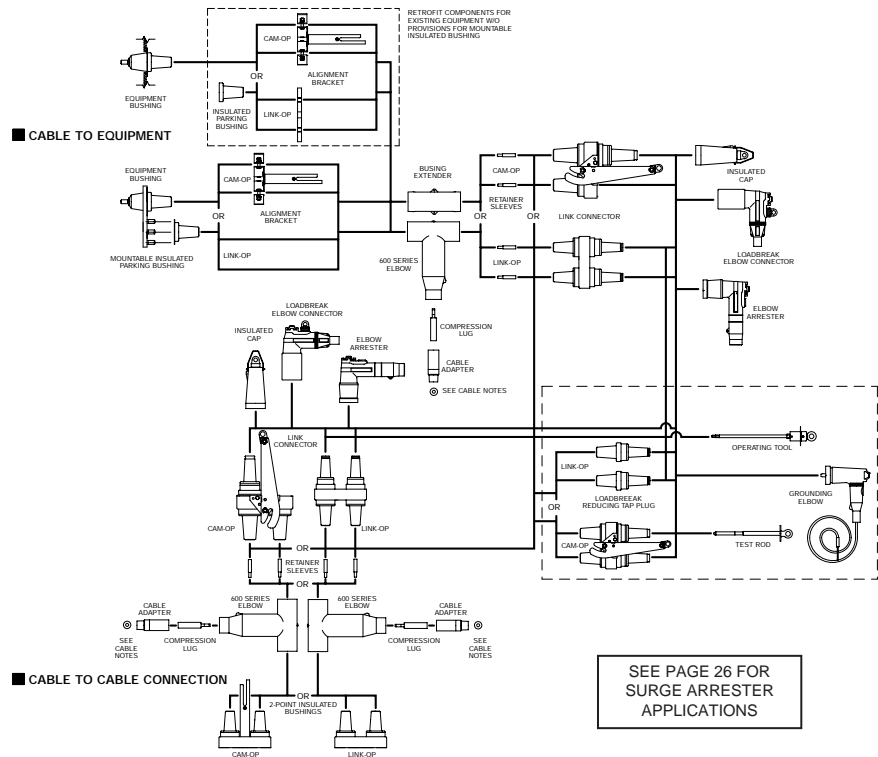 RETROFIT COMPONENTS FOR
EXISTING EQUIPMENT W/O
PROVISIONS FOR MOUNTABLE
INSULATED BUSHING
CAM-OP
OR
ALIGNMENT
BRACKET
EQUIPMENT
BUSHING
INSULATED
PARKING
BUSHING
LINK-OP
■ CABLE TO EQUIPMENT
EQUIPMENT
BUSHING
CAM-OP
OR
ALIGNMENT
BRACKET
MOUNTABLE INSULATED
PARKING BUSHING
LINK-OP
BUSING
EXTENDER
600 SERIES
ELBOW
COMPRESSION
LUG
CABLE
ADAPTER
SEE CABLE NOTES
CAM-OP
RETAINER
SLEEVES
OR
OR
LINK-OP
LINK CONNECTOR
INSULATED
CAP
LOADBREAK
ELBOW CONNECTOR
ELBOW
ARRESTER
LOADBREAK
ELBOW CONNECTOR
INSULATED
CAP
ELBOW
ARRESTER
LINK
CONNECTOR
CAM-OP
LINK-OP
OR
RETAINER
SLEEVES
OR
OPERATING TOOL
LINK-OP
LOADBREEAK
REDUCING TAP PLUG
OR
CAM-OP
GROUNDING
ELBOW
TEST ROD
600 SERIES
ELBOW
600 SERIES
ELBOW
CABLE
ADAPTER
CABLE
ADAPTER
SEE
CABLE
NOTES
COMPRESSION
LUG
COMPRESSION
LUG
SEE
CABLE
NOTES
■ CABLE TO CABLE CONNECTION
OR
2-POINT INSULATED
BUSHINGS
CAM-OP
LINK-OP
SEE PAGE 26 FOR
SURGE ARRESTER
APPLICATIONS